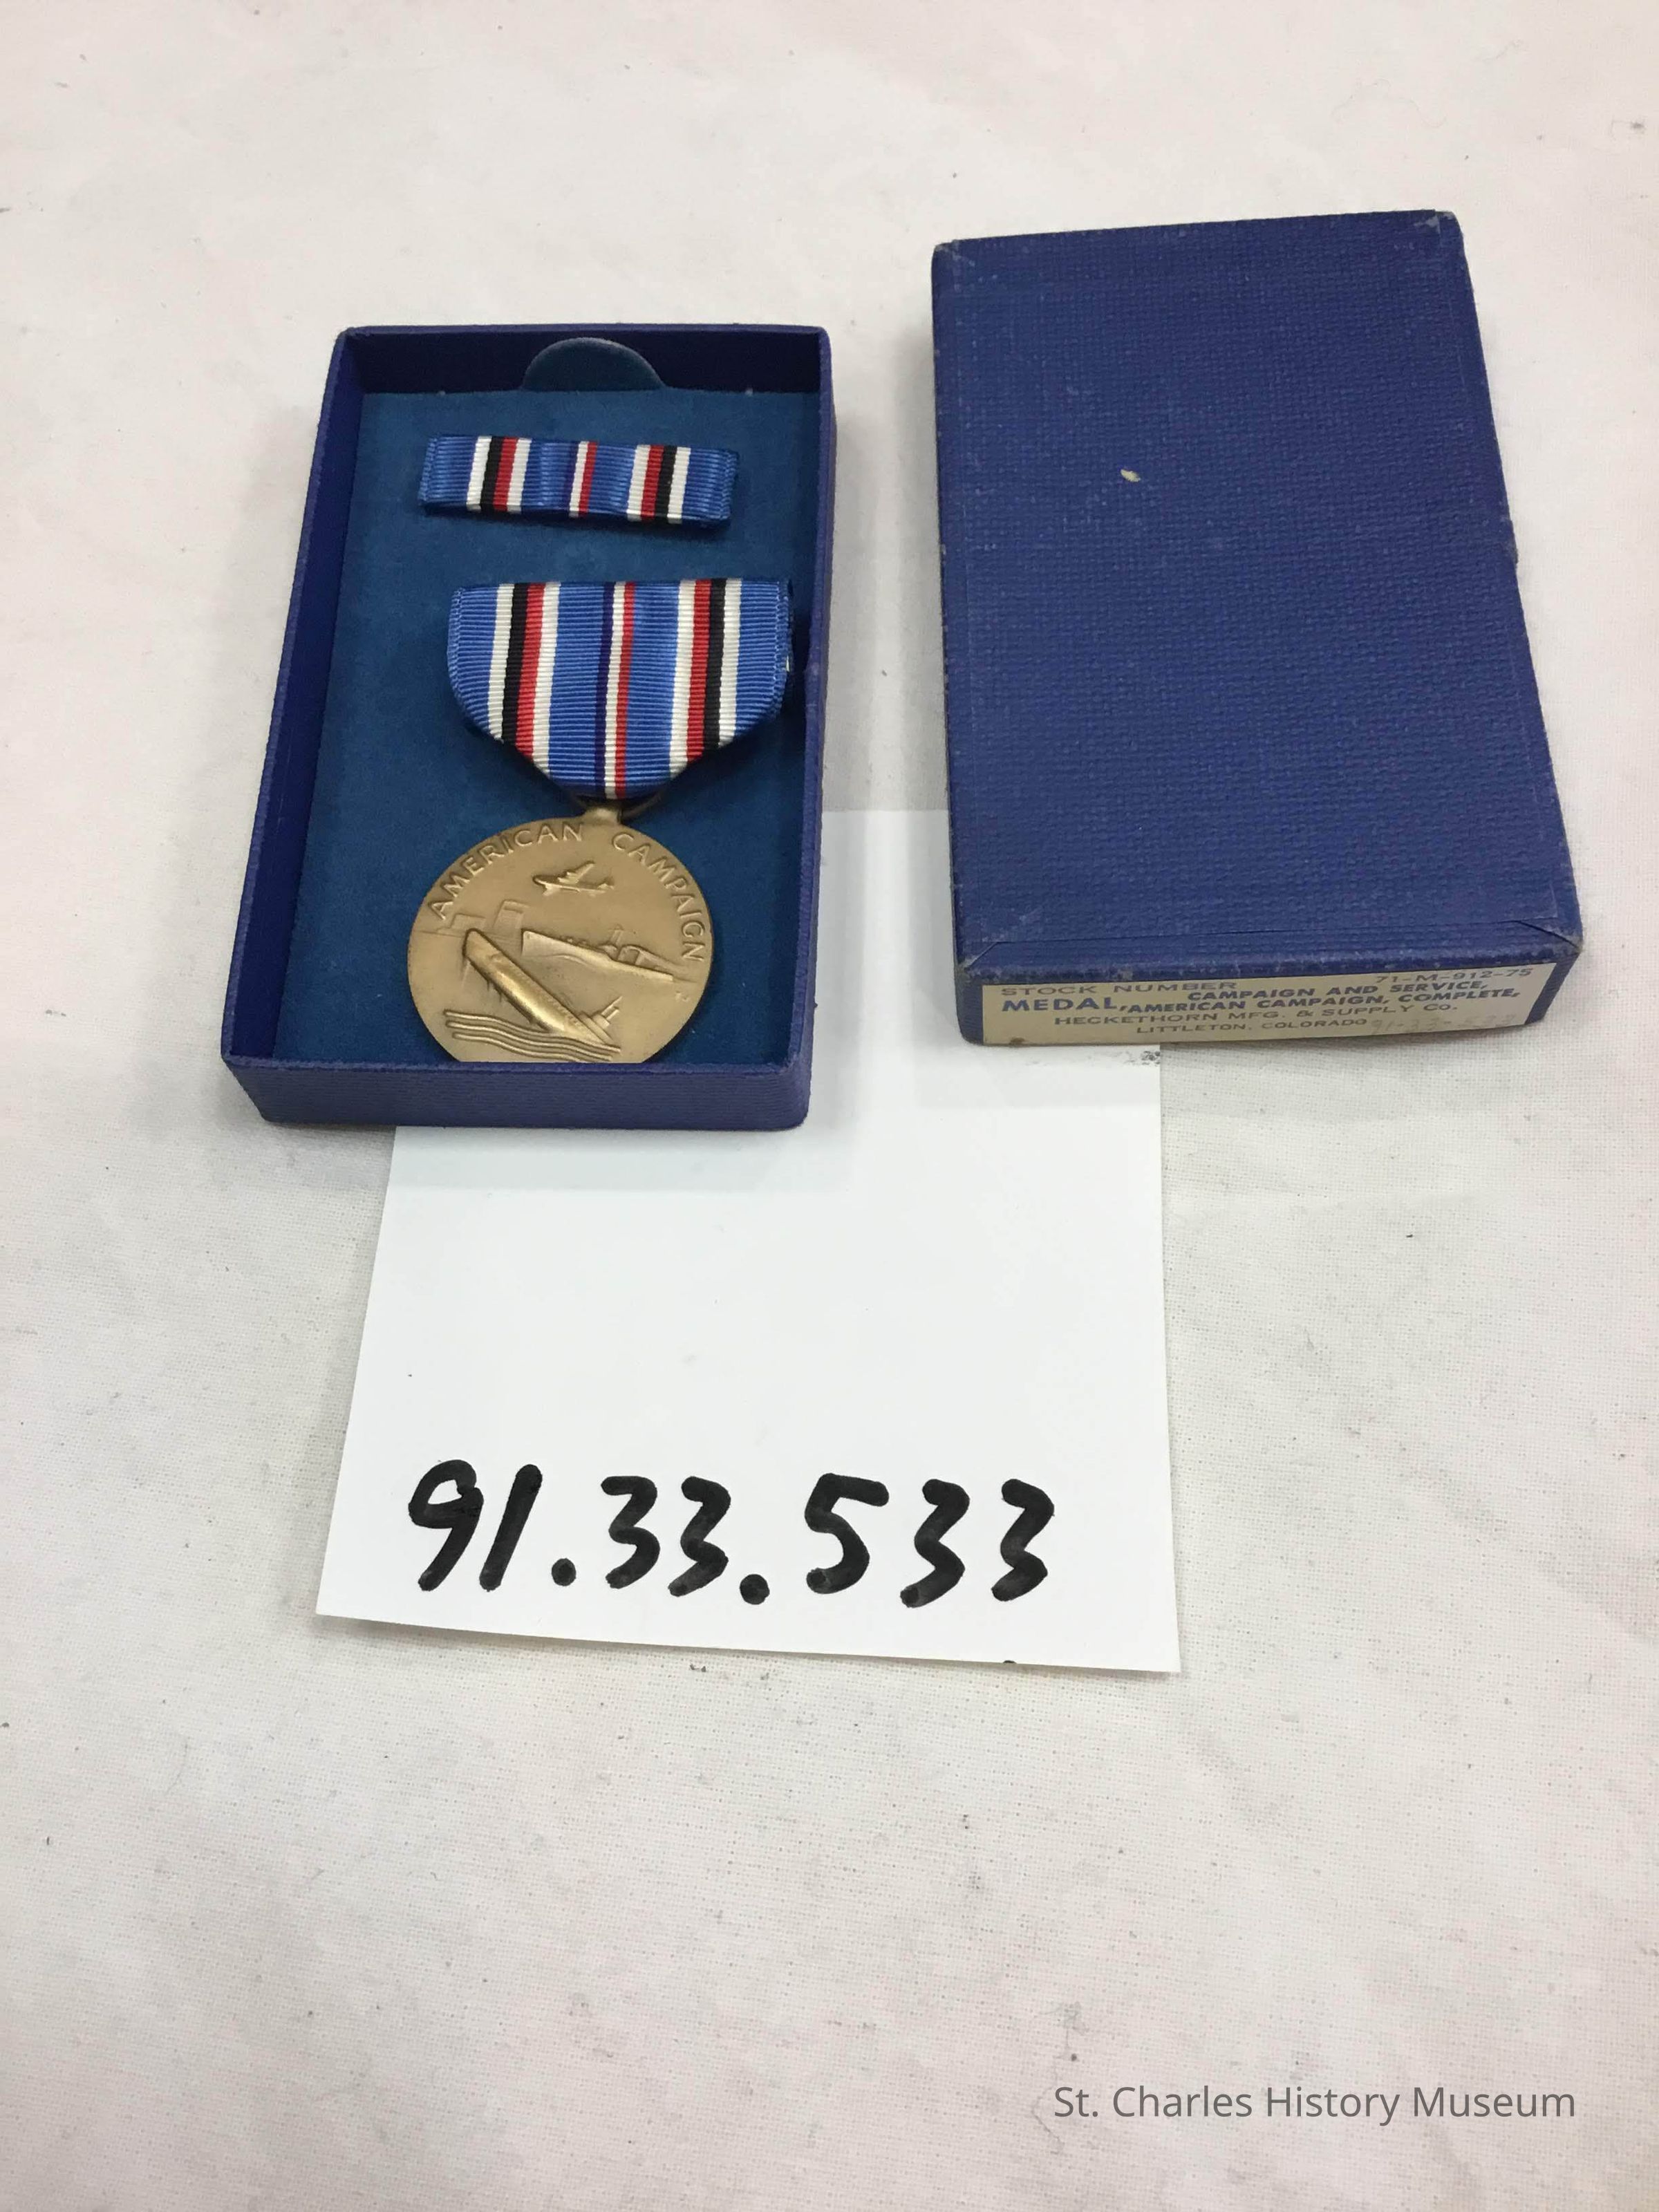 AMERICAN CAMPAIGN
STOCK NUMBER 71-M-912-75
MEDAL, CAMPAIGN AND SERVICE,
AMERICAN CAMPAIGN, COMPLETE,
HECKETHORN MFG. & SUPPLY Co.
LITTLETON, COLORADO
91.33.533
St. Charles History Museum